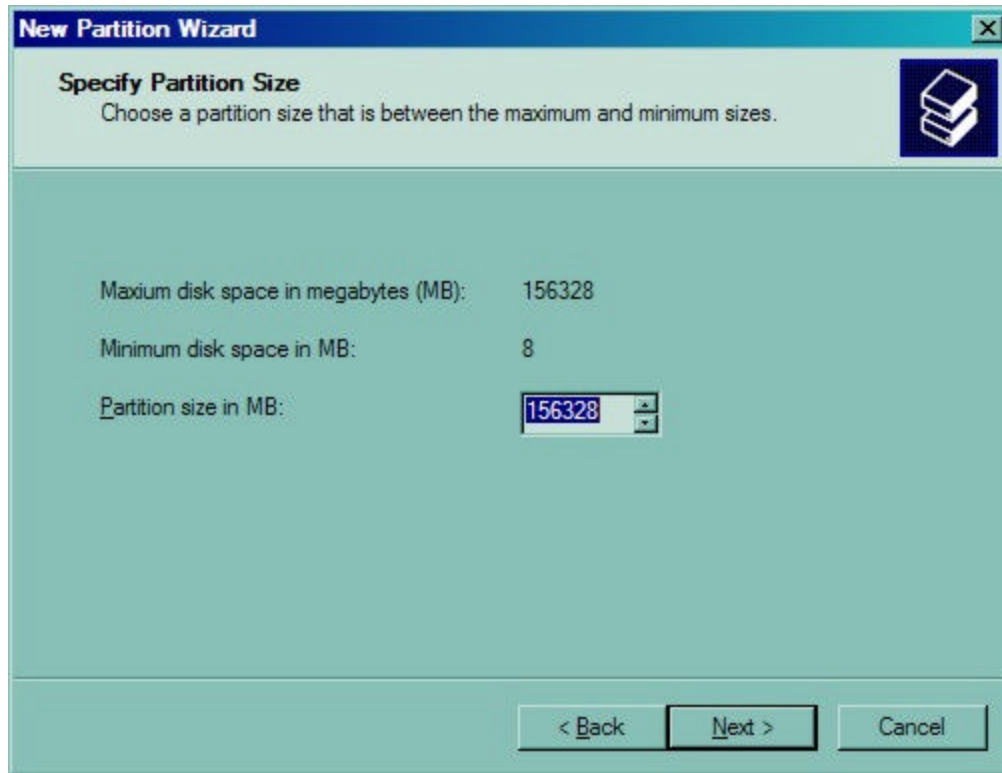 New Partition Wizard
Specify Partition Size
Choose a partition size that is between the maximum and minimum sizes.
Maxium disk space in megabytes (MB): 156328
Minimum disk space in MB: 8
Partition size in MB: 156328
< Back Next > Cancel